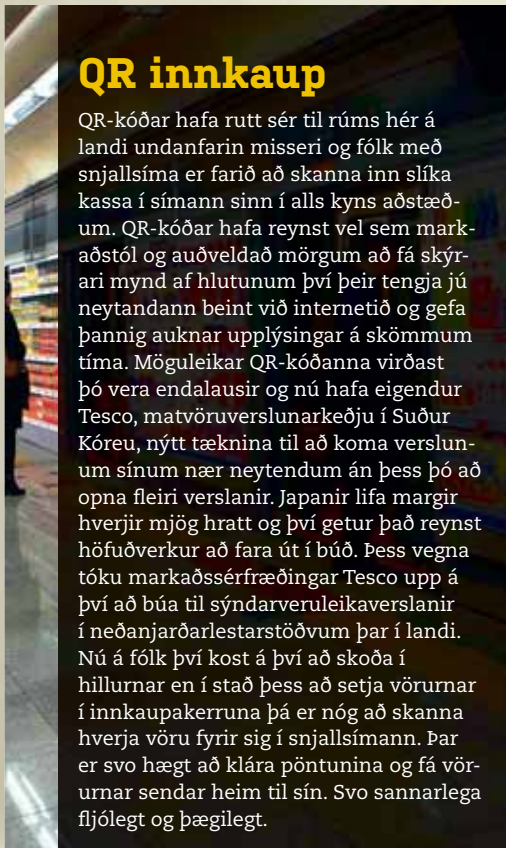 QR innkaup
QR-kóðar hafa rutt sér til rúms hér á
landi undanfarin misseri og fólk með
snjallsíma er farið að skanna inn slíka
kassa í símann sinn í alls kyns aðstæð-
um. QR-kóðar hafa reynst vel sem mark-
aðstól og auðveldað mörgum að fá skýr-
ari mynd af hlutunum því þeir tengja jú
neytandann beint við internetið og gefa
þannig auknar upplýsingar á skömmum
tíma. Möguleikar QR-kóðanna virðast
þó vera endalausir og nú hafa eigendur
Tesco, matvöruverslunarkeðju í Suður
Kóreu, nýtt tæknina til að koma verslun-
um sínum nær neytendum án þess þó að
opna fleiri verslanir. Japanir lifa margir
hverjir mjög hratt og því getur það reynst
höfuðverkur að fara út í búð. Þess vegna
tóku markaðssérfræðingar Tesco upp á
því að búa til sýndarveruleikaverslanir
í neðanjarðarlestarstöðvum þar í landi.
Nú á fólk því kost á því að skoða í
hillurnar en í stað þess að setja vörurnar
í innkaupakerruna þá er nóg að skanna
hverja vöru fyrir sig í snjallsímann. Þar
er svo hægt að klára pöntunina og fá vör-
urnar sendar heim til sín. Svo sannarlega
fljólegt og þægilegt.